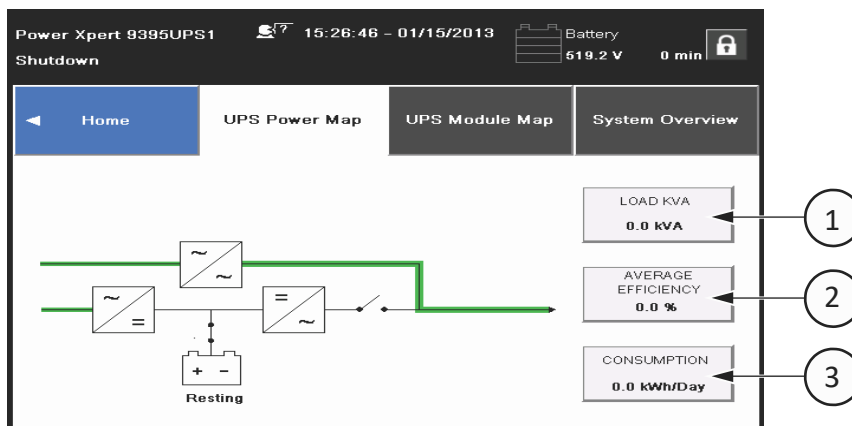 Power Xpert 9395UPS1
? 15:26:46 - 01/15/2013
Battery
Shutdown
519.2 V 0 min
Home
UPS Power Map
UPS Module Map
System Overview
LOAD KVA
0.0 kVA
1
AVERAGE
EFFICIENCY
0.0 %
2
CONSUMPTION
0.0 kWh/Day
3
~
~
~
=
=
~
+ -
Resting